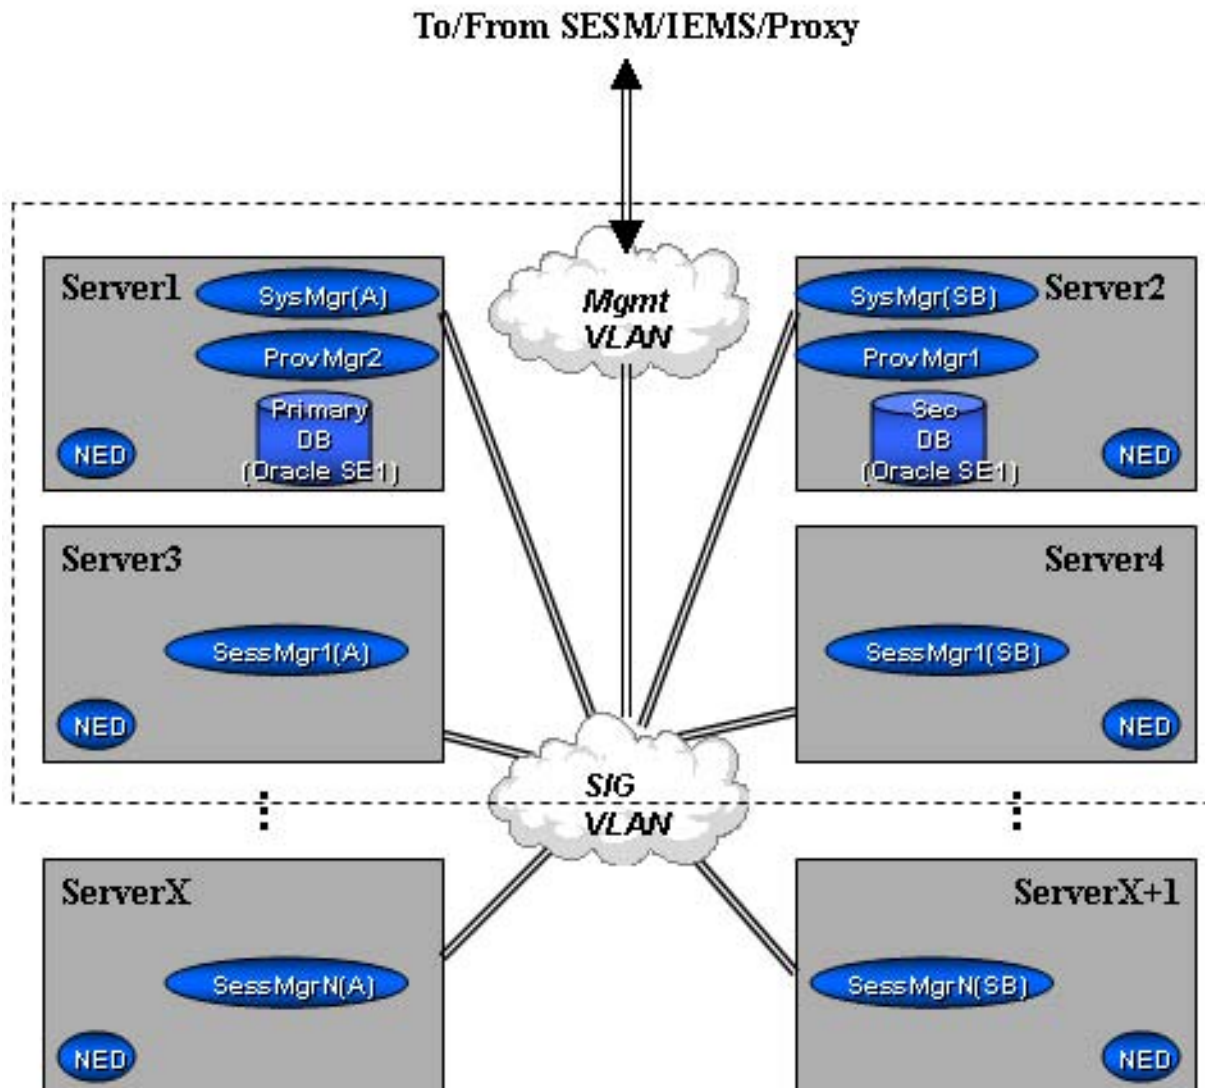 To/From SESM/IEMS/Proxy
Mgmt
VLAN
Server1
SysMgr(A)
ProvMgr2
Primary
DB
(Oracle SE1)
NED
SysMgr(SB)
Server2
ProvMgr1
Sec
DB
(Oracle SE1)
NED
Server3
SessMgr1(A)
NED
Server4
SessMgr1(SB)
NED
SIG
VLAN
ServerX
SessMgrN(A)
NED
ServerX+1
SessMgrN(SB)
NED